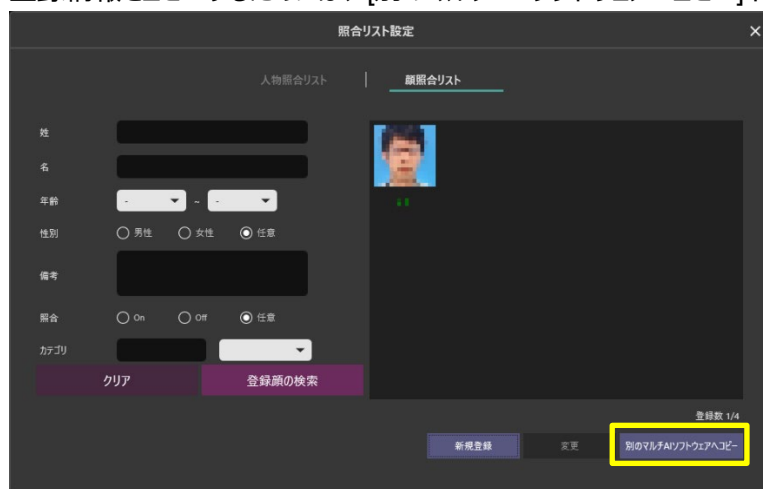 照合リスト設定 ×
人物照合リスト | 顔照合リスト
姓
名
年齢 - ~ -
性別 男性 女性 任意
備考
照合 On Off 任意
カテゴリ
クリア 登録顔の検索
登録数 1/4
新規登録 変更 別のマルチAIソフトウェアへコピー